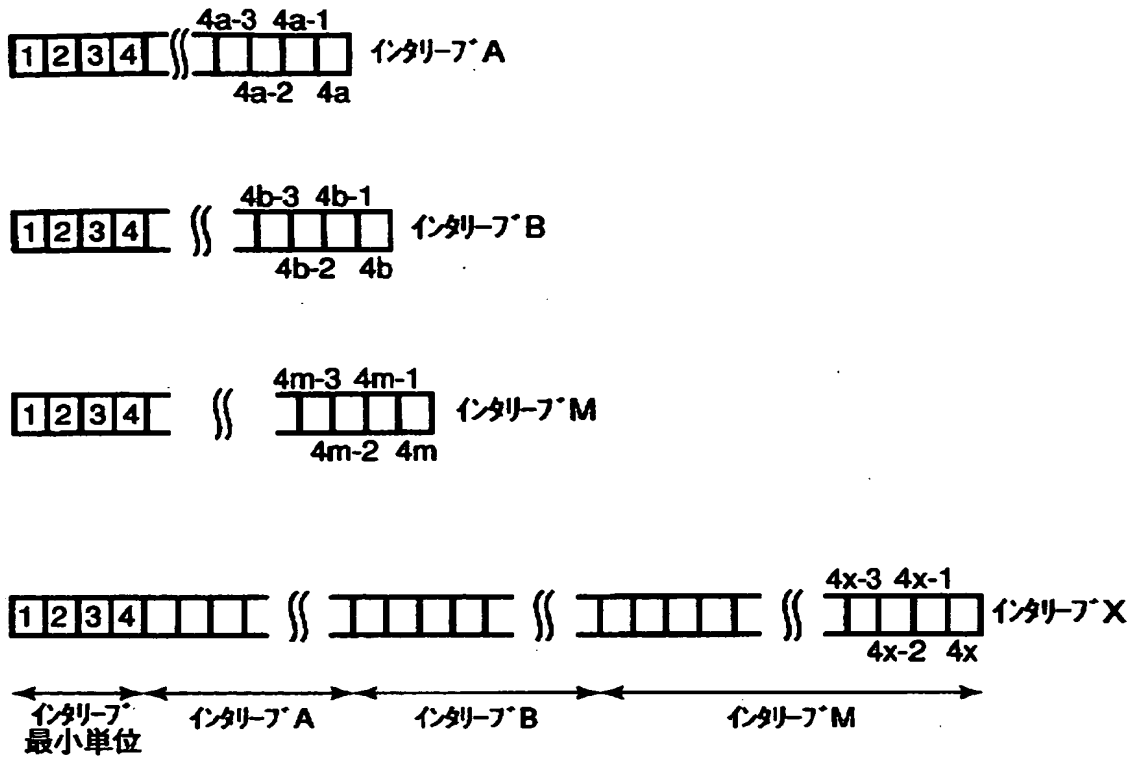 4a-3 4a-1
1 2 3 4 インタリーブA
4a-2 4a
4b-3 4b-1
1 2 3 4 インタリーブB
4b-2 4b
4m-3 4m-1
1 2 3 4 インタリーブM
4m-2 4m
4x-3 4x-1
1 2 3 4 インタリーブX
4x-2 4x
インタリーブ インタリーブA インタリーブB インタリーブM
最小単位